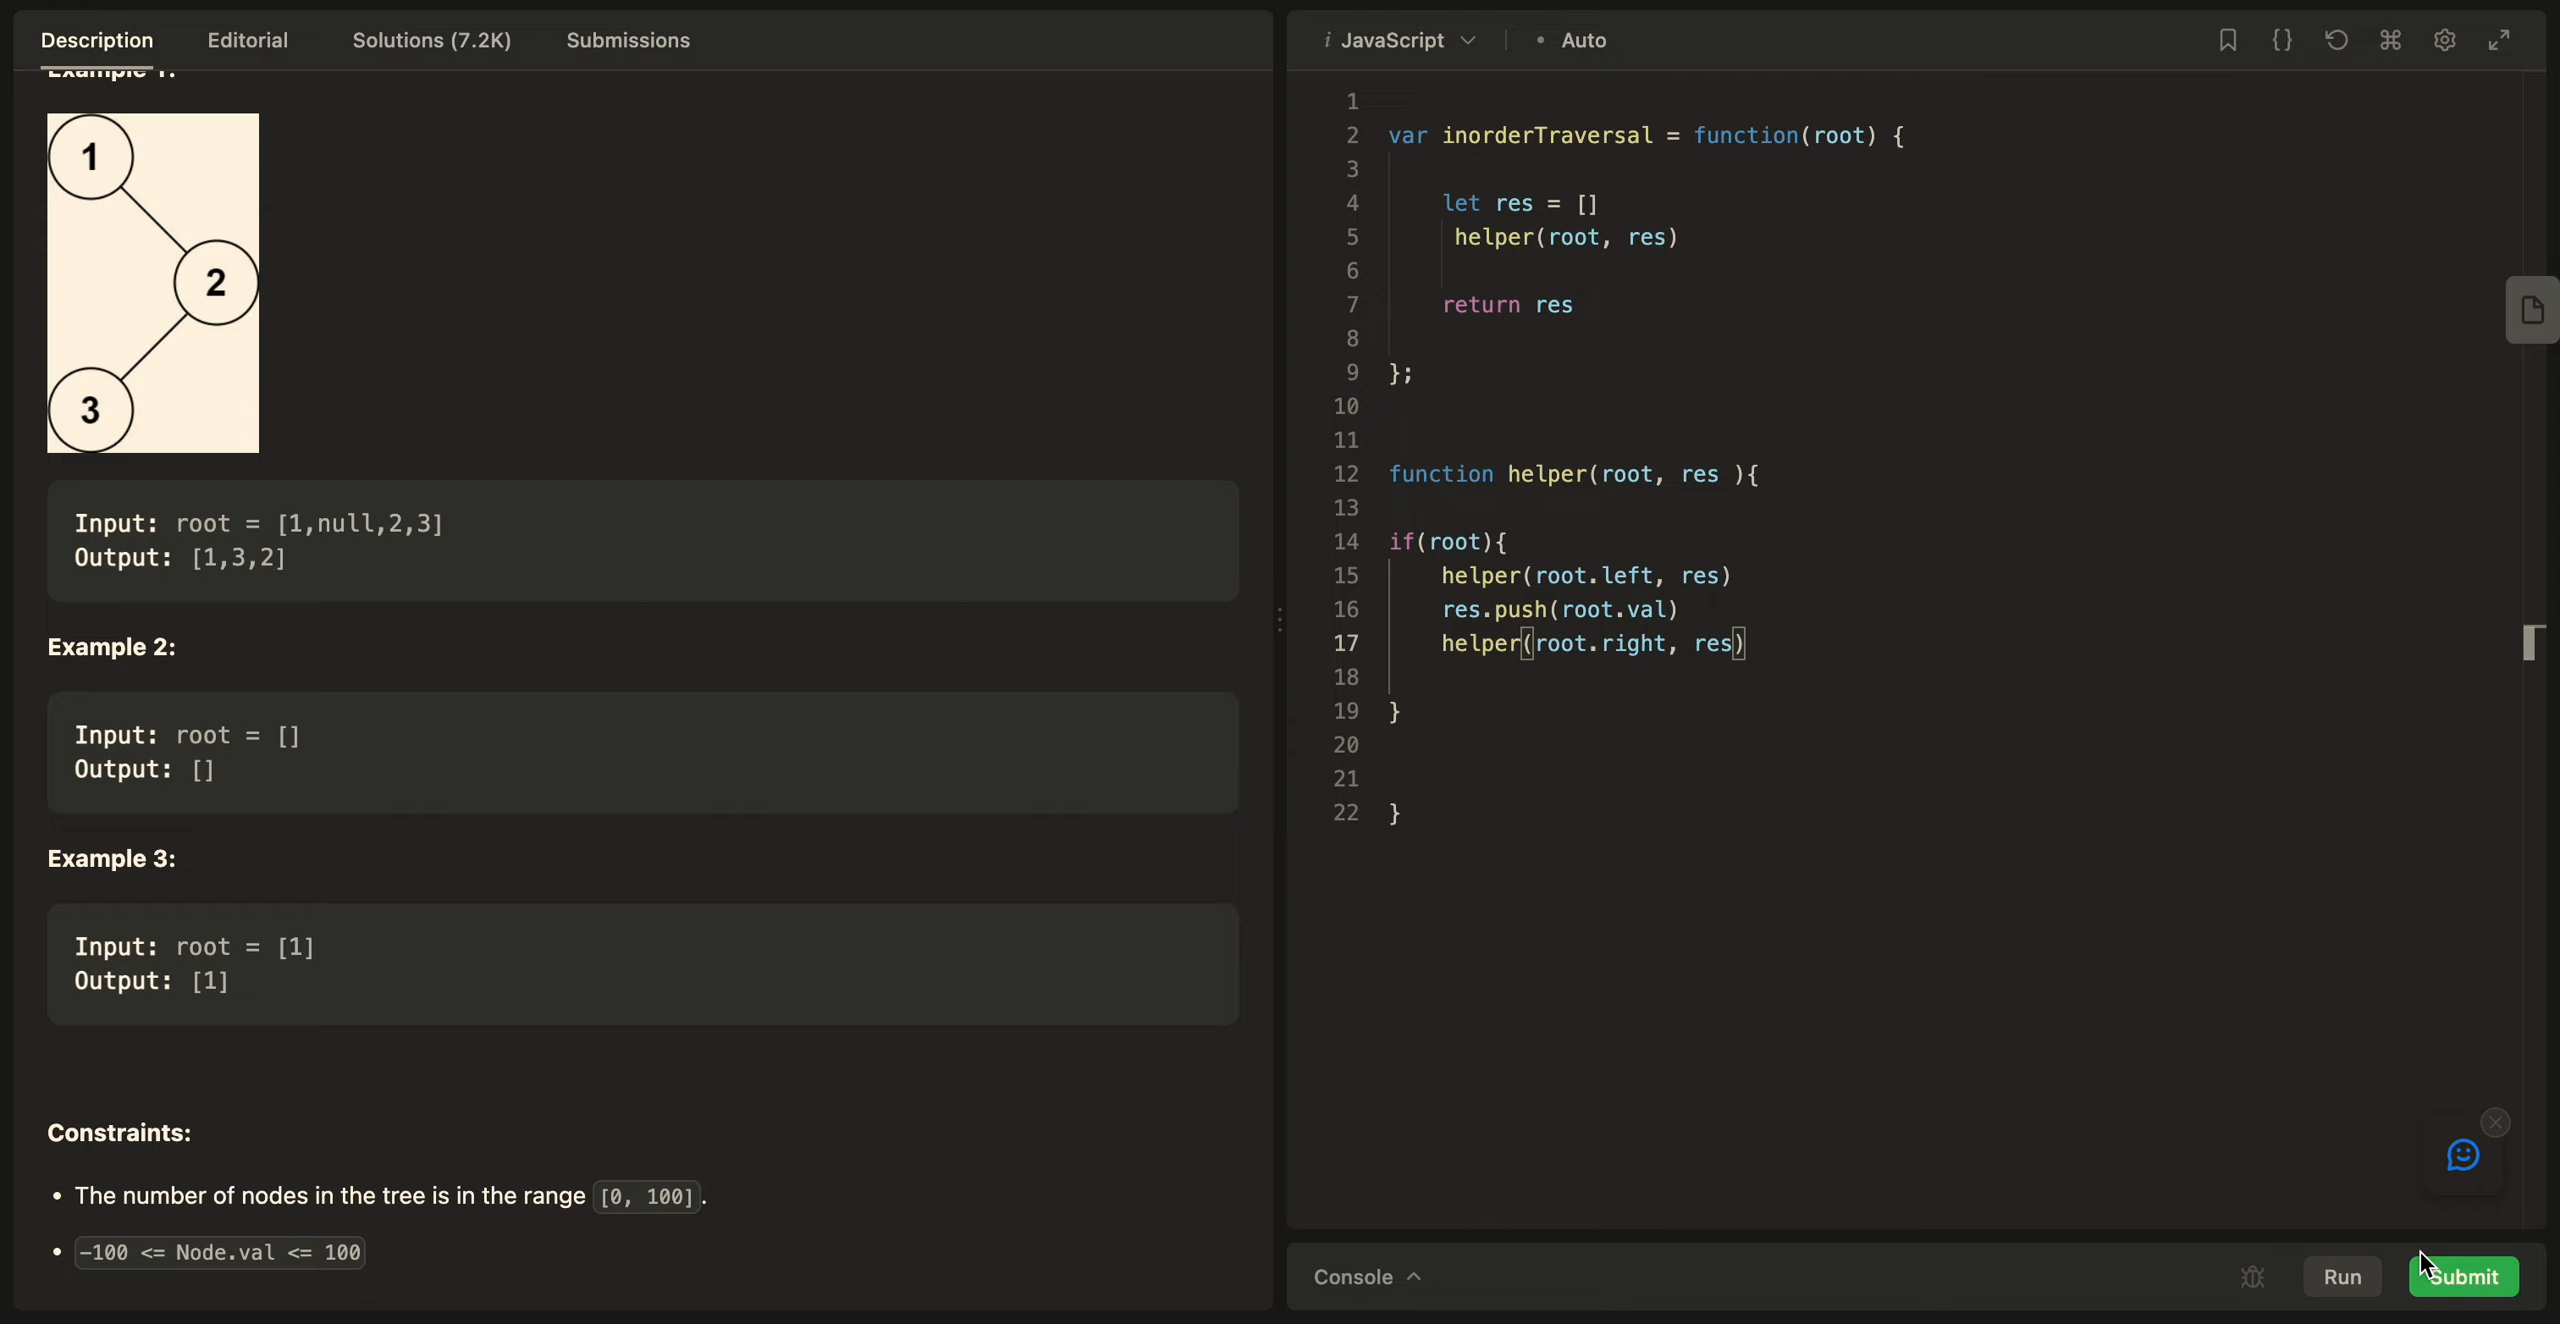 Description Editorial Solutions (7.2K) Submissions
Example 1:
1
2
3
Input: root = [1,null,2,3]
Output: [1,3,2]
Example 2:
Input: root = []
Output: []
Example 3:
Input: root = [1]
Output: [1]
Constraints:
• The number of nodes in the tree is in the range [0, 100].
• -100 <= Node.val <= 100
i JavaScript • Auto
1
2 var inorderTraversal = function(root) {
3
4 let res = []
5 helper(root, res)
6
7 return res
8
9 };
10
11
12 function helper(root, res ){
13
14 if(root){
15 helper(root.left, res)
16 res.push(root.val)
17 helper(root.right, res)
18
19 }
20
21
22 }
Console Run Submit